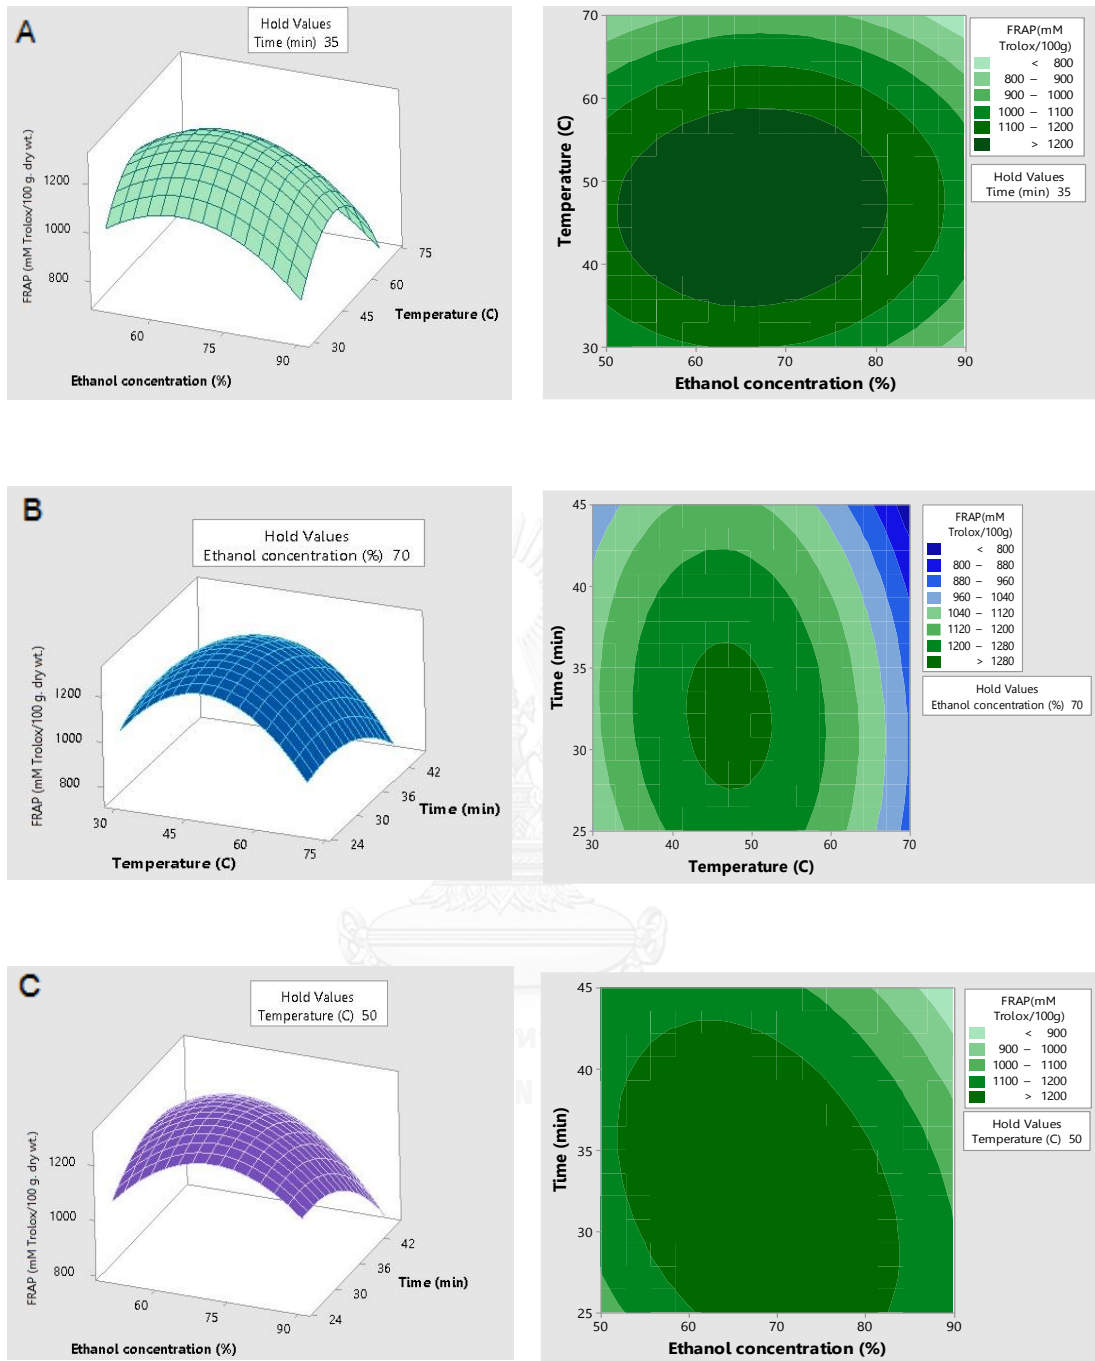 A
Hold Values
Time (min) 35
FRAP (mM Trolox/100 g. dry wt.)
1200
1000
800
60
75
90
30
45
60
75
Temperature (C)
Ethanol concentration (%)
70
60
50
40
30
Temperature (C)
50
60
70
80
90
Ethanol concentration (%)
FRAP(mM
Trolox/100g)
< 800
800 – 900
900 – 1000
1000 – 1100
1100 – 1200
> 1200
Hold Values
Time (min) 35
B
Hold Values
Ethanol concentration (%) 70
FRAP (mM Trolox/100 g. dry wt.)
1200
1000
800
30
45
60
75
24
30
36
42
Time (min)
Temperature (C)
45
40
35
30
25
Time (min)
30
40
50
60
70
Temperature (C)
FRAP(mM
Trolox/100g)
< 800
800 – 880
880 – 960
960 – 1040
1040 – 1120
1120 – 1200
1200 – 1280
> 1280
Hold Values
Ethanol concentration (%) 70
C
Hold Values
Temperature (C) 50
FRAP (mM Trolox/100 g. dry wt.)
1200
1000
800
60
75
90
24
30
36
42
Time (min)
Ethanol concentration (%)
45
40
35
30
25
Time (min)
50
60
70
80
90
Ethanol concentration (%)
FRAP(mM
Trolox/100g)
< 900
900 – 1000
1000 – 1100
1100 – 1200
> 1200
Hold Values
Temperature (C) 50